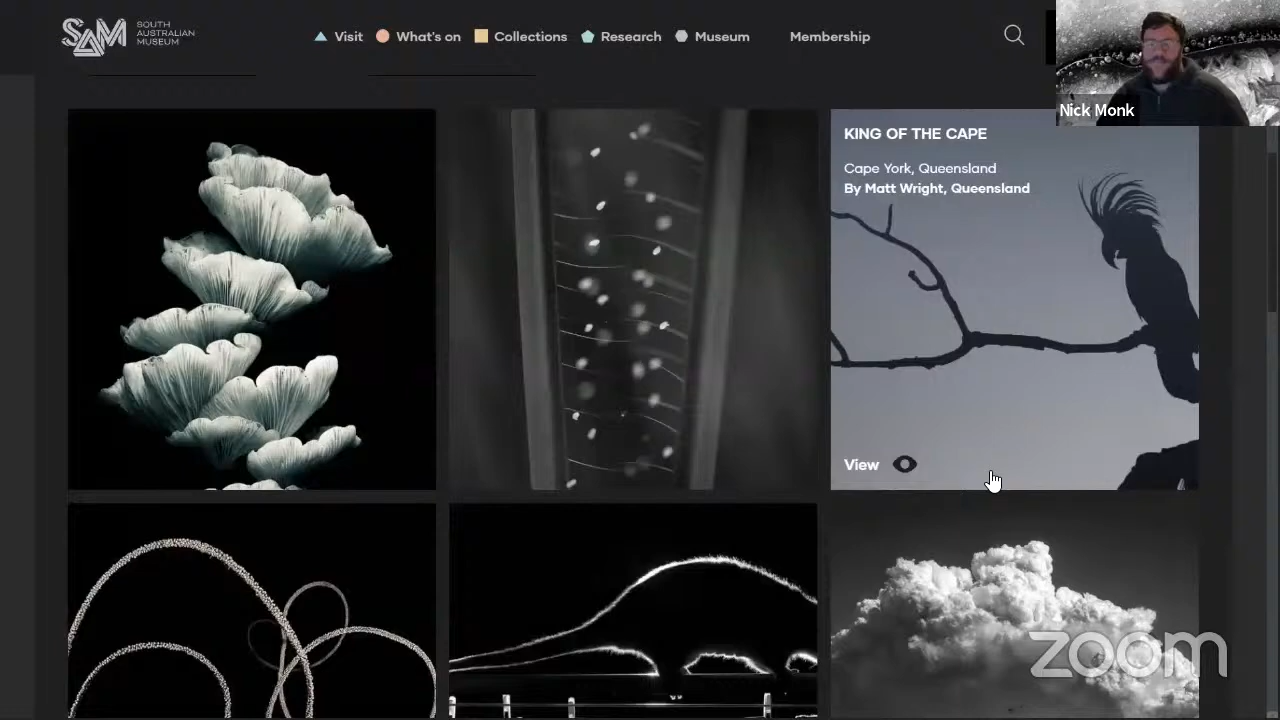 SAM
SOUTH
AUSTRALIAN
MUSEUM
Visit
What's on
Collections
Research
Museum
Membership
Nick Monk
KING OF THE CAPE
Cape York, Queensland
By Matt Wright, Queensland
View
zoom